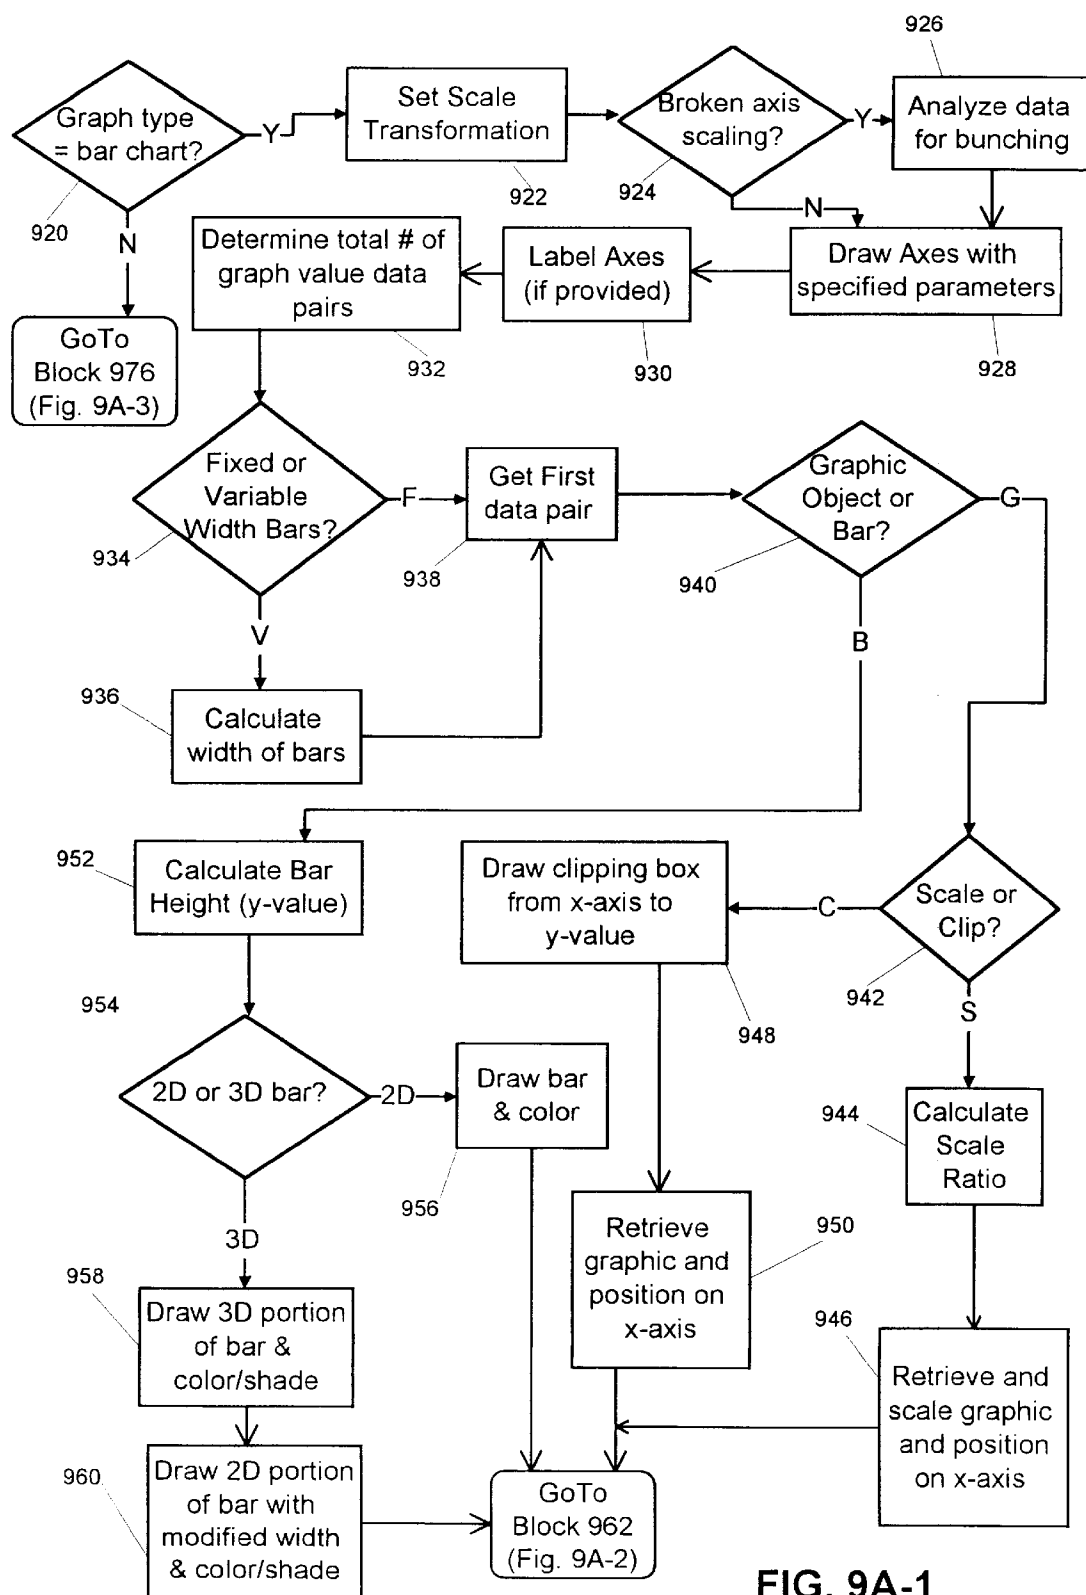 926
Graph type
= bar chart?
Y
Set Scale
Transformation
Broken axis
scaling?
Y
Analyze data
for bunching
920
922
924
N
N
Determine total # of
graph value data
pairs
Label Axes
(if provided)
Draw Axes with
specified parameters
GoTo
Block 976
(Fig. 9A-3)
932
930
928
Fixed or
Variable
Width Bars?
F
Get First
data pair
Graphic
Object or
Bar?
G
934
938
940
V
B
936
Calculate
width of bars
952
Calculate Bar
Height (y-value)
Draw clipping box
from x-axis to
y-value
C
Scale or
Clip?
942
954
948
S
2D or 3D bar?
2D
Draw bar
& color
944
Calculate
Scale
Ratio
956
3D
Retrieve
graphic and
position on
x-axis
950
958
Draw 3D portion
of bar &
color/shade
946
Retrieve and
scale graphic
and position
on x-axis
960
Draw 2D portion
of bar with
modified width
& color/shade
GoTo
Block 962
(Fig. 9A-2)
FIG. 9A-1